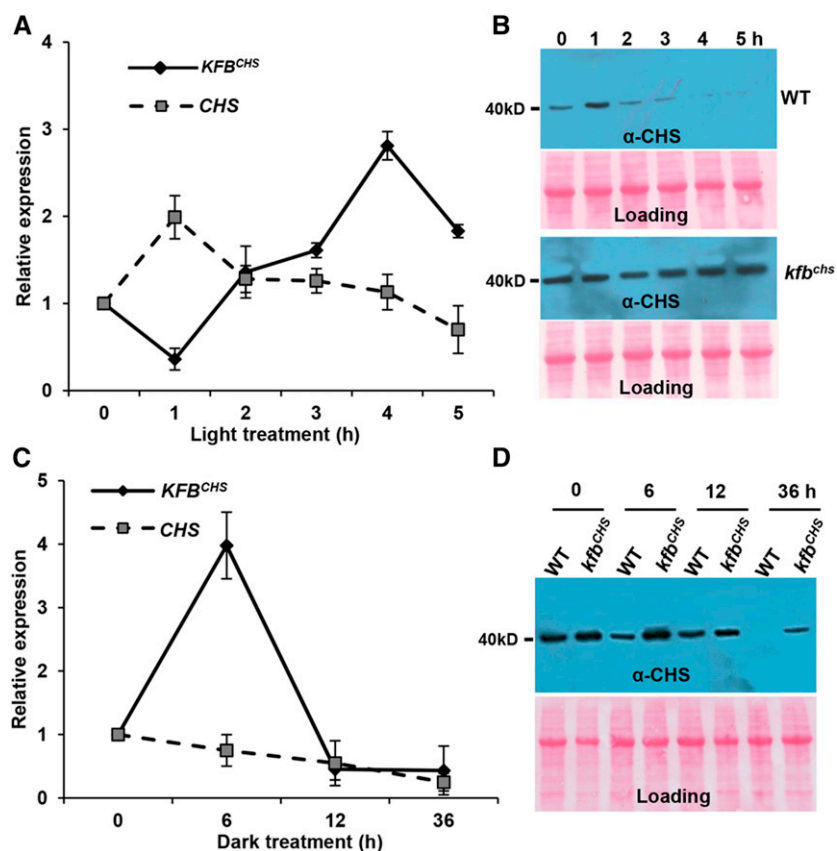 A
4
3
2
1
0
Relative expression
KFB^CHS
CHS
0 1 2 3 4 5
Light treatment (h)
B
0 1 2 3 4 5 h
40kD
WT
α-CHS
Loading
40kD
kfb^chs
α-CHS
Loading
C
5
4
3
2
1
0
Relative expression
KFB^CHS
CHS
0 6 12 36
Dark treatment (h)
D
0 6 12 36 h
WT kfb^CHS WT kfb^CHS WT kfb^CHS WT kfb^CHS
40kD
α-CHS
Loading